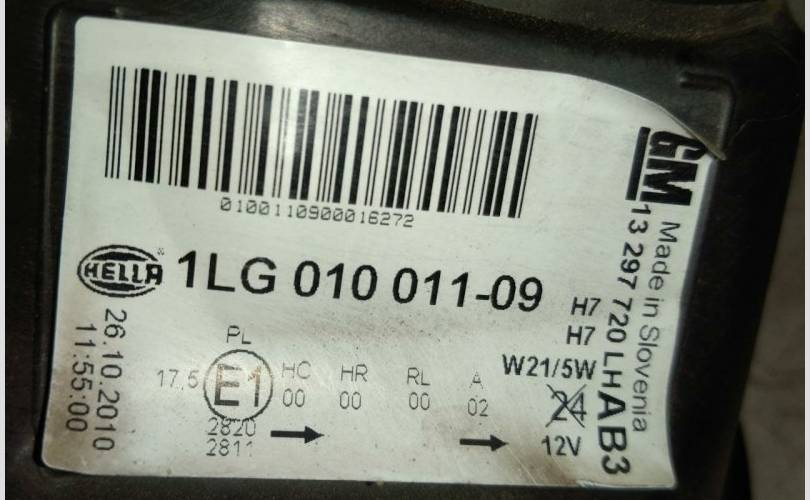 0100110900016272
HELLA 1LG 010 011-09
26.10.2010
11:55:00
PL
17.5 E1 HC HR RL A
00 00 00 02
2820
2811
H7
H7
W21/5W
24
12V
GM
13 297 720 LH AB3
Made in Slovenia